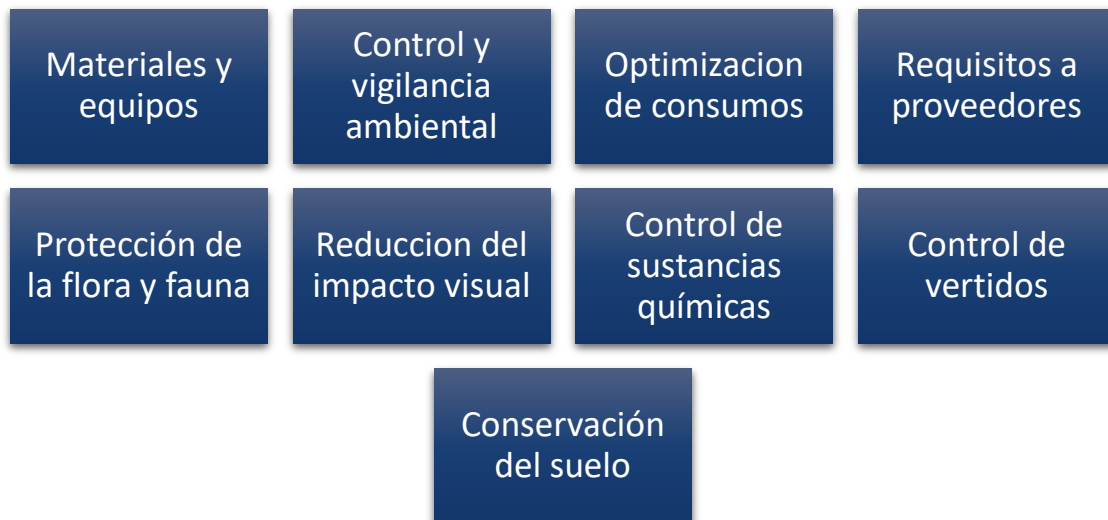 Materiales y
equipos
Control y
vigilancia
ambiental
Optimizacion
de consumos
Requisitos a
proveedores
Protección de
la flora y fauna
Reduccion del
impacto visual
Control de
sustancias
químicas
Control de
vertidos
Conservación
del suelo